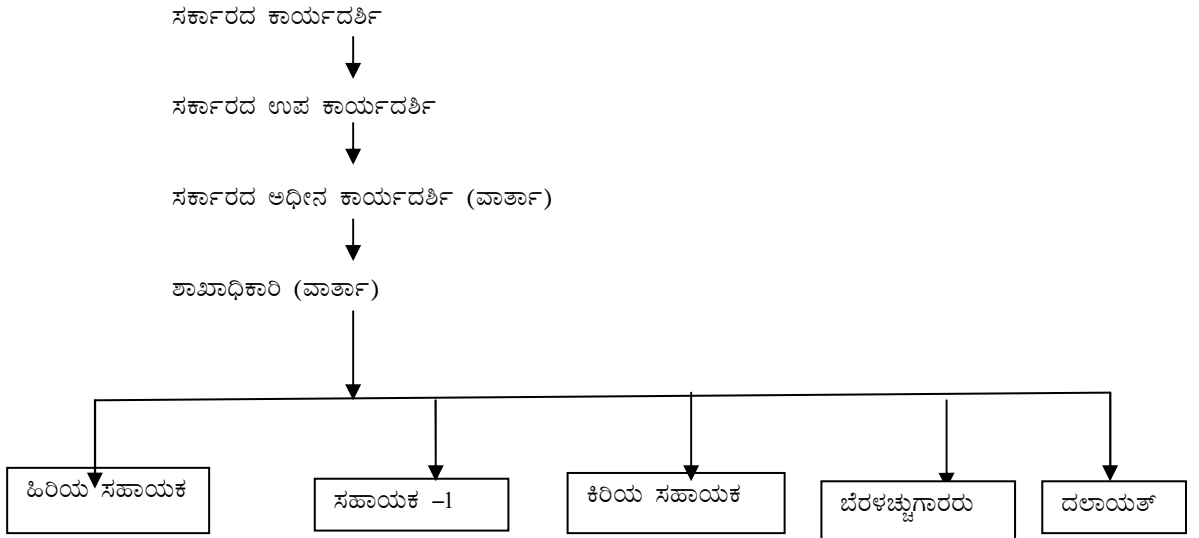 ಸರ್ಕಾರದ ಕಾರ್ಯದರ್ಶಿ
ಸರ್ಕಾರದ ಉಪ ಕಾರ್ಯದರ್ಶಿ
ಸರ್ಕಾರದ ಅಧೀನ ಕಾರ್ಯದರ್ಶಿ (ವಾರ್ತಾ)
ಶಾಖಾಧಿಕಾರಿ (ವಾರ್ತಾ)
ಹಿರಿಯ ಸಹಾಯಕ
ಸಹಾಯಕ –1
ಕಿರಿಯ ಸಹಾಯಕ
ಬೆರಳಚ್ಚುಗಾರರು
ದಲಾಯತ್